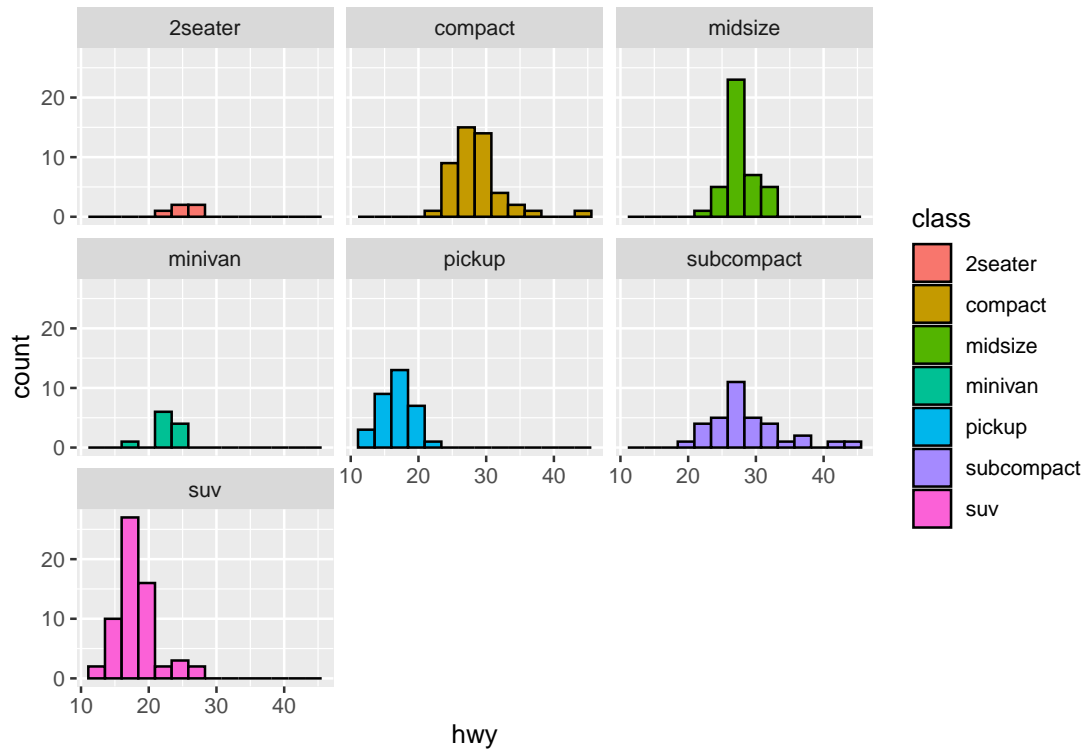 2seater compact midsize
20
10
0
minivan pickup subcompact
20
10
0
10 20 30 40 10 20 30 40
suv
20
10
0
10 20 30 40
hwy
count
class
2seater
compact
midsize
minivan
pickup
subcompact
suv